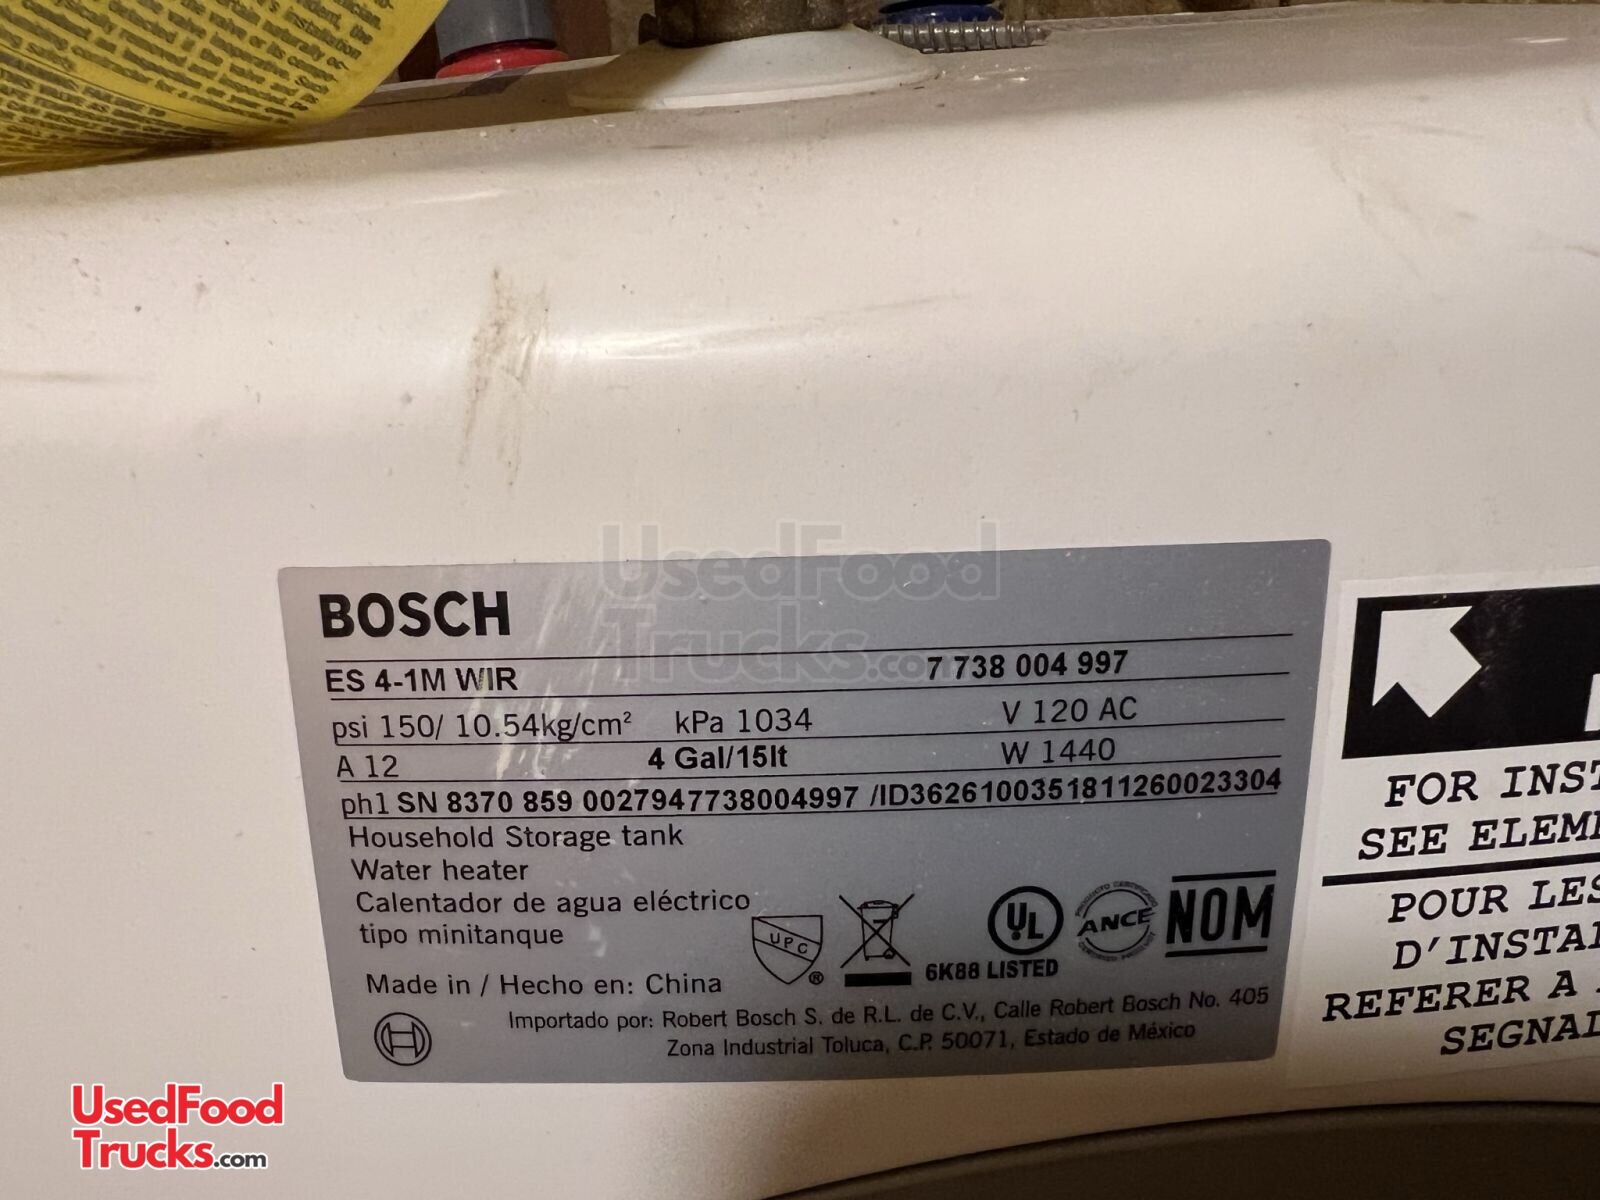 BOSCH
ES 4-1M WIR 7 738 004 997
psi 150/ 10.54kg/cm² kPa 1034 V 120 AC
A 12 4 Gal/15lt W 1440
ph1 SN 8370 859 0027947738004997 /ID3626100351811260023304
Household Storage tank
Water heater
Calentador de agua eléctrico
tipo minitanque
UPC
®
UL
ANCE
NOM
6K88 LISTED
Made in / Hecho en: China
Importado por: Robert Bosch S. de R.L. de C.V., Calle Robert Bosch No. 405
Zona Industrial Toluca, C.P. 50071, Estado de México
FOR INST
SEE ELEME
POUR LES
D'INSTAL
REFERER A
SEGNAL
UsedFood
Trucks.com
UsedFood
Trucks.com